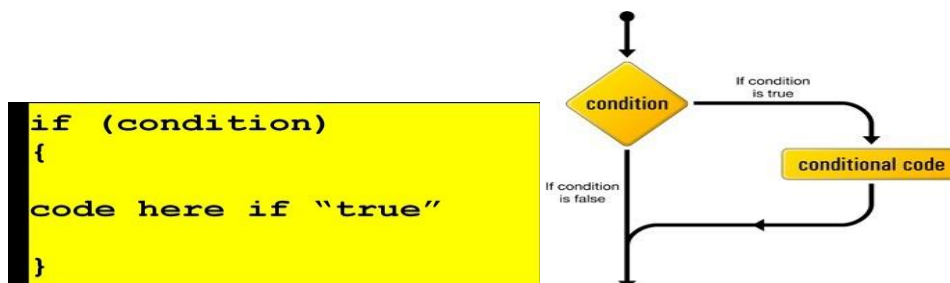 if (condition)
{
code here if “true”
}
condition
If condition
is true
conditional code
If condition
is false